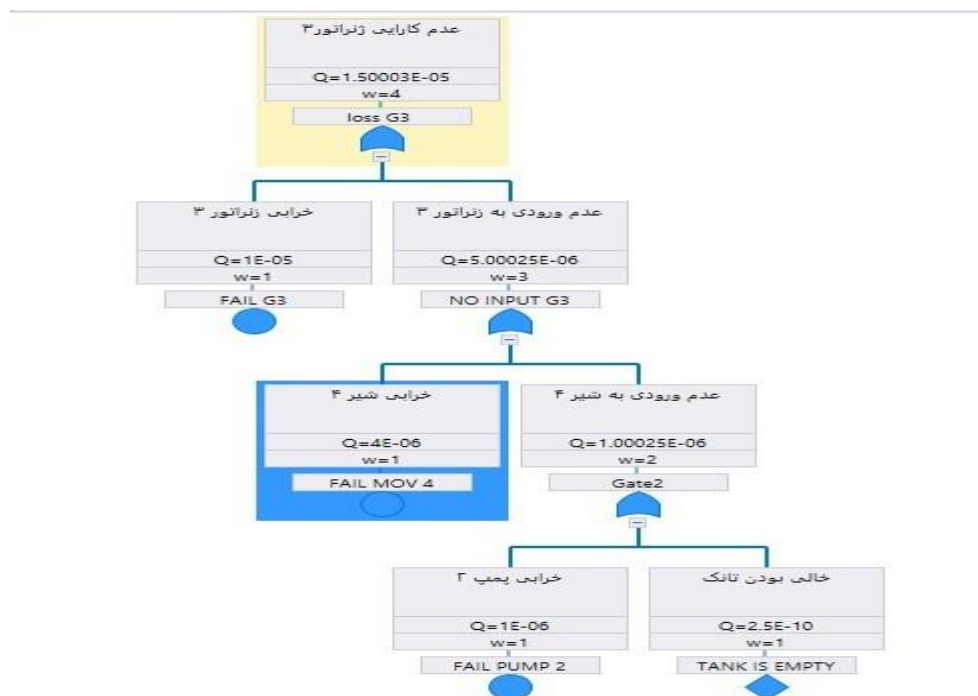 عدم کارایی ژنراتور۳
Q=1.50003E-05
w=4
loss G3
خرابی ژنراتور ۳
Q=1E-05
w=1
FAIL G3
عدم ورودی به ژنراتور ۳
Q=5.00025E-06
w=3
NO INPUT G3
خرابی شیر ۴
Q=4E-06
w=1
FAIL MOV 4
عدم ورودی به شیر ۴
Q=1.00025E-06
w=2
Gate2
خرابی پمپ ۲
Q=1E-06
w=1
FAIL PUMP 2
خالی بودن تانک
Q=2.5E-10
w=1
TANK IS EMPTY